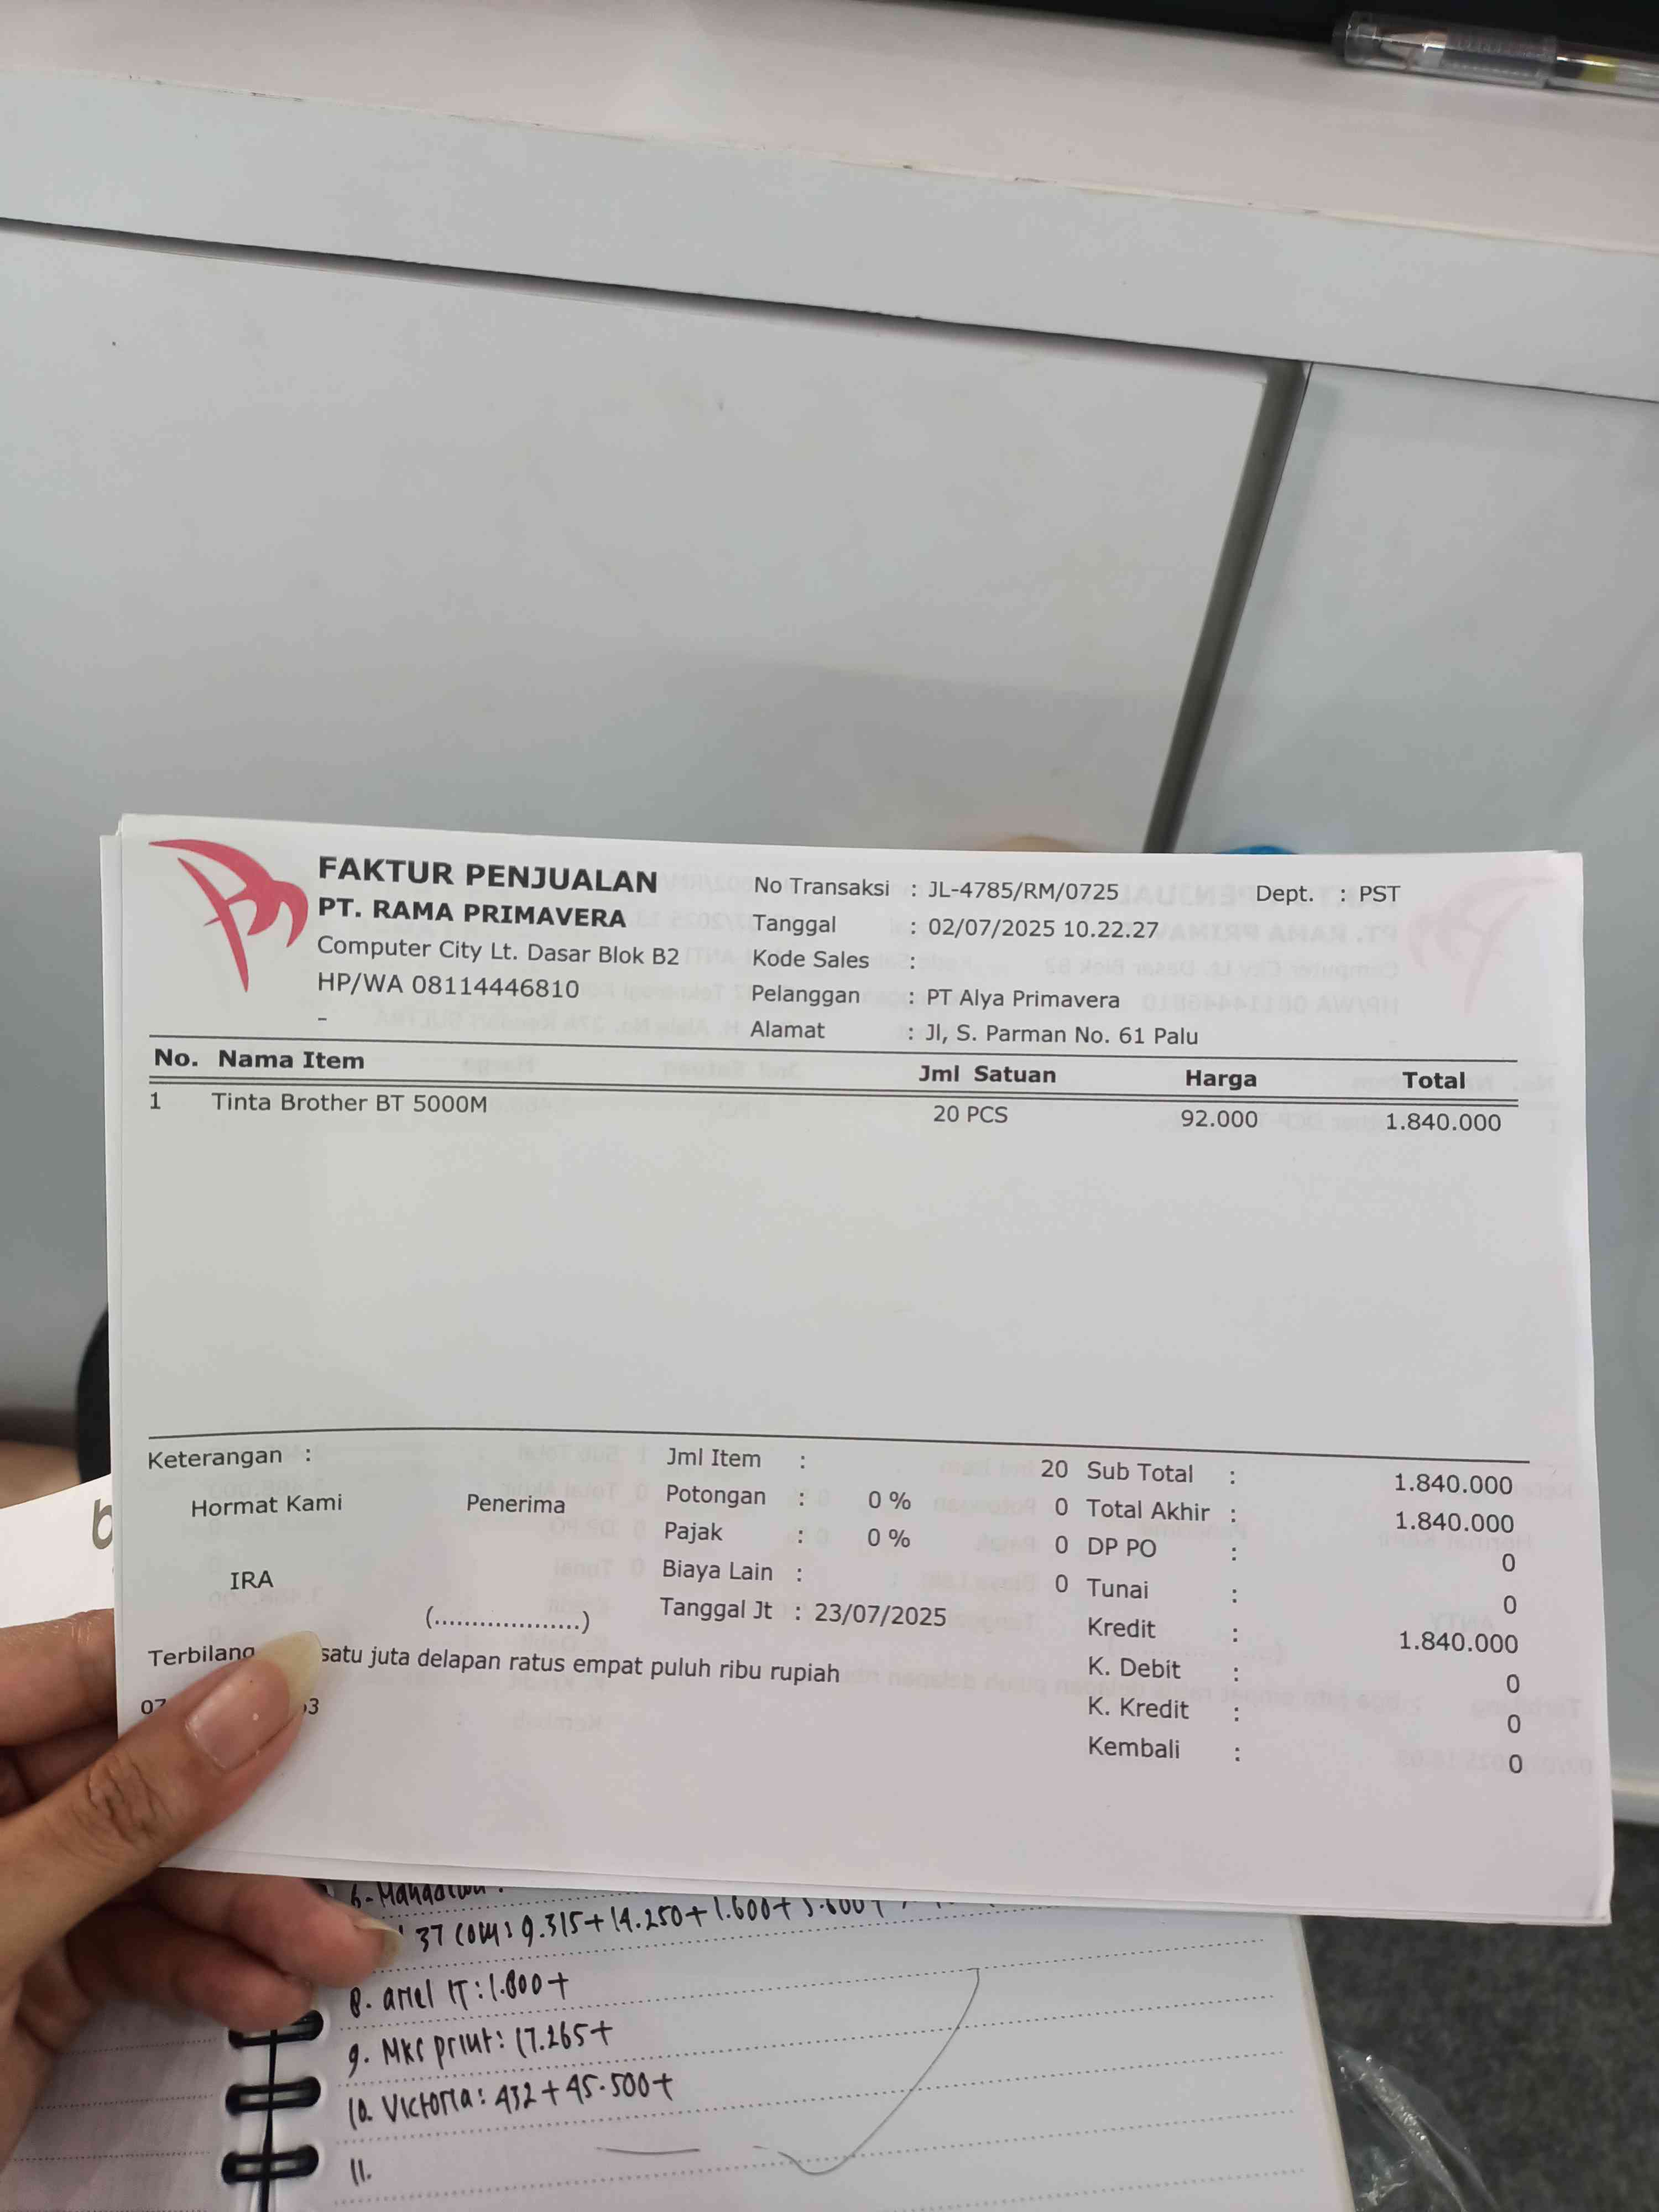 FAKTUR PENJUALAN
PT. RAMA PRIMAVERA
Computer City Lt. Dasar Blok B2
HP/WA 08114446810
-
No Transaksi : JL-4785/RM/0725 Dept. : PST
Tanggal : 02/07/2025 10.22.27
Kode Sales :
Pelanggan : PT Alya Primavera
Alamat : Jl, S. Parman No. 61 Palu
No. Nama Item Jml Satuan Harga Total
1 Tinta Brother BT 5000M 20 PCS 92.000 1.840.000
Keterangan :
Hormat Kami Penerima
IRA
(...................)
Jml Item : 20
Potongan : 0 % 0
Pajak : 0 % 0
Biaya Lain : 0
Tanggal Jt : 23/07/2025
Sub Total : 1.840.000
Total Akhir : 1.840.000
DP PO : 0
Tunai : 0
Kredit : 1.840.000
K. Debit : 0
K. Kredit : 0
Kembali : 0
Terbilang satu juta delapan ratus empat puluh ribu rupiah
37 com: 9.315+14.250+1.600+
8. ariel IT: 1.800+
9. Mks print: 17.265+
10. Victoria: 432+45.500+
11.